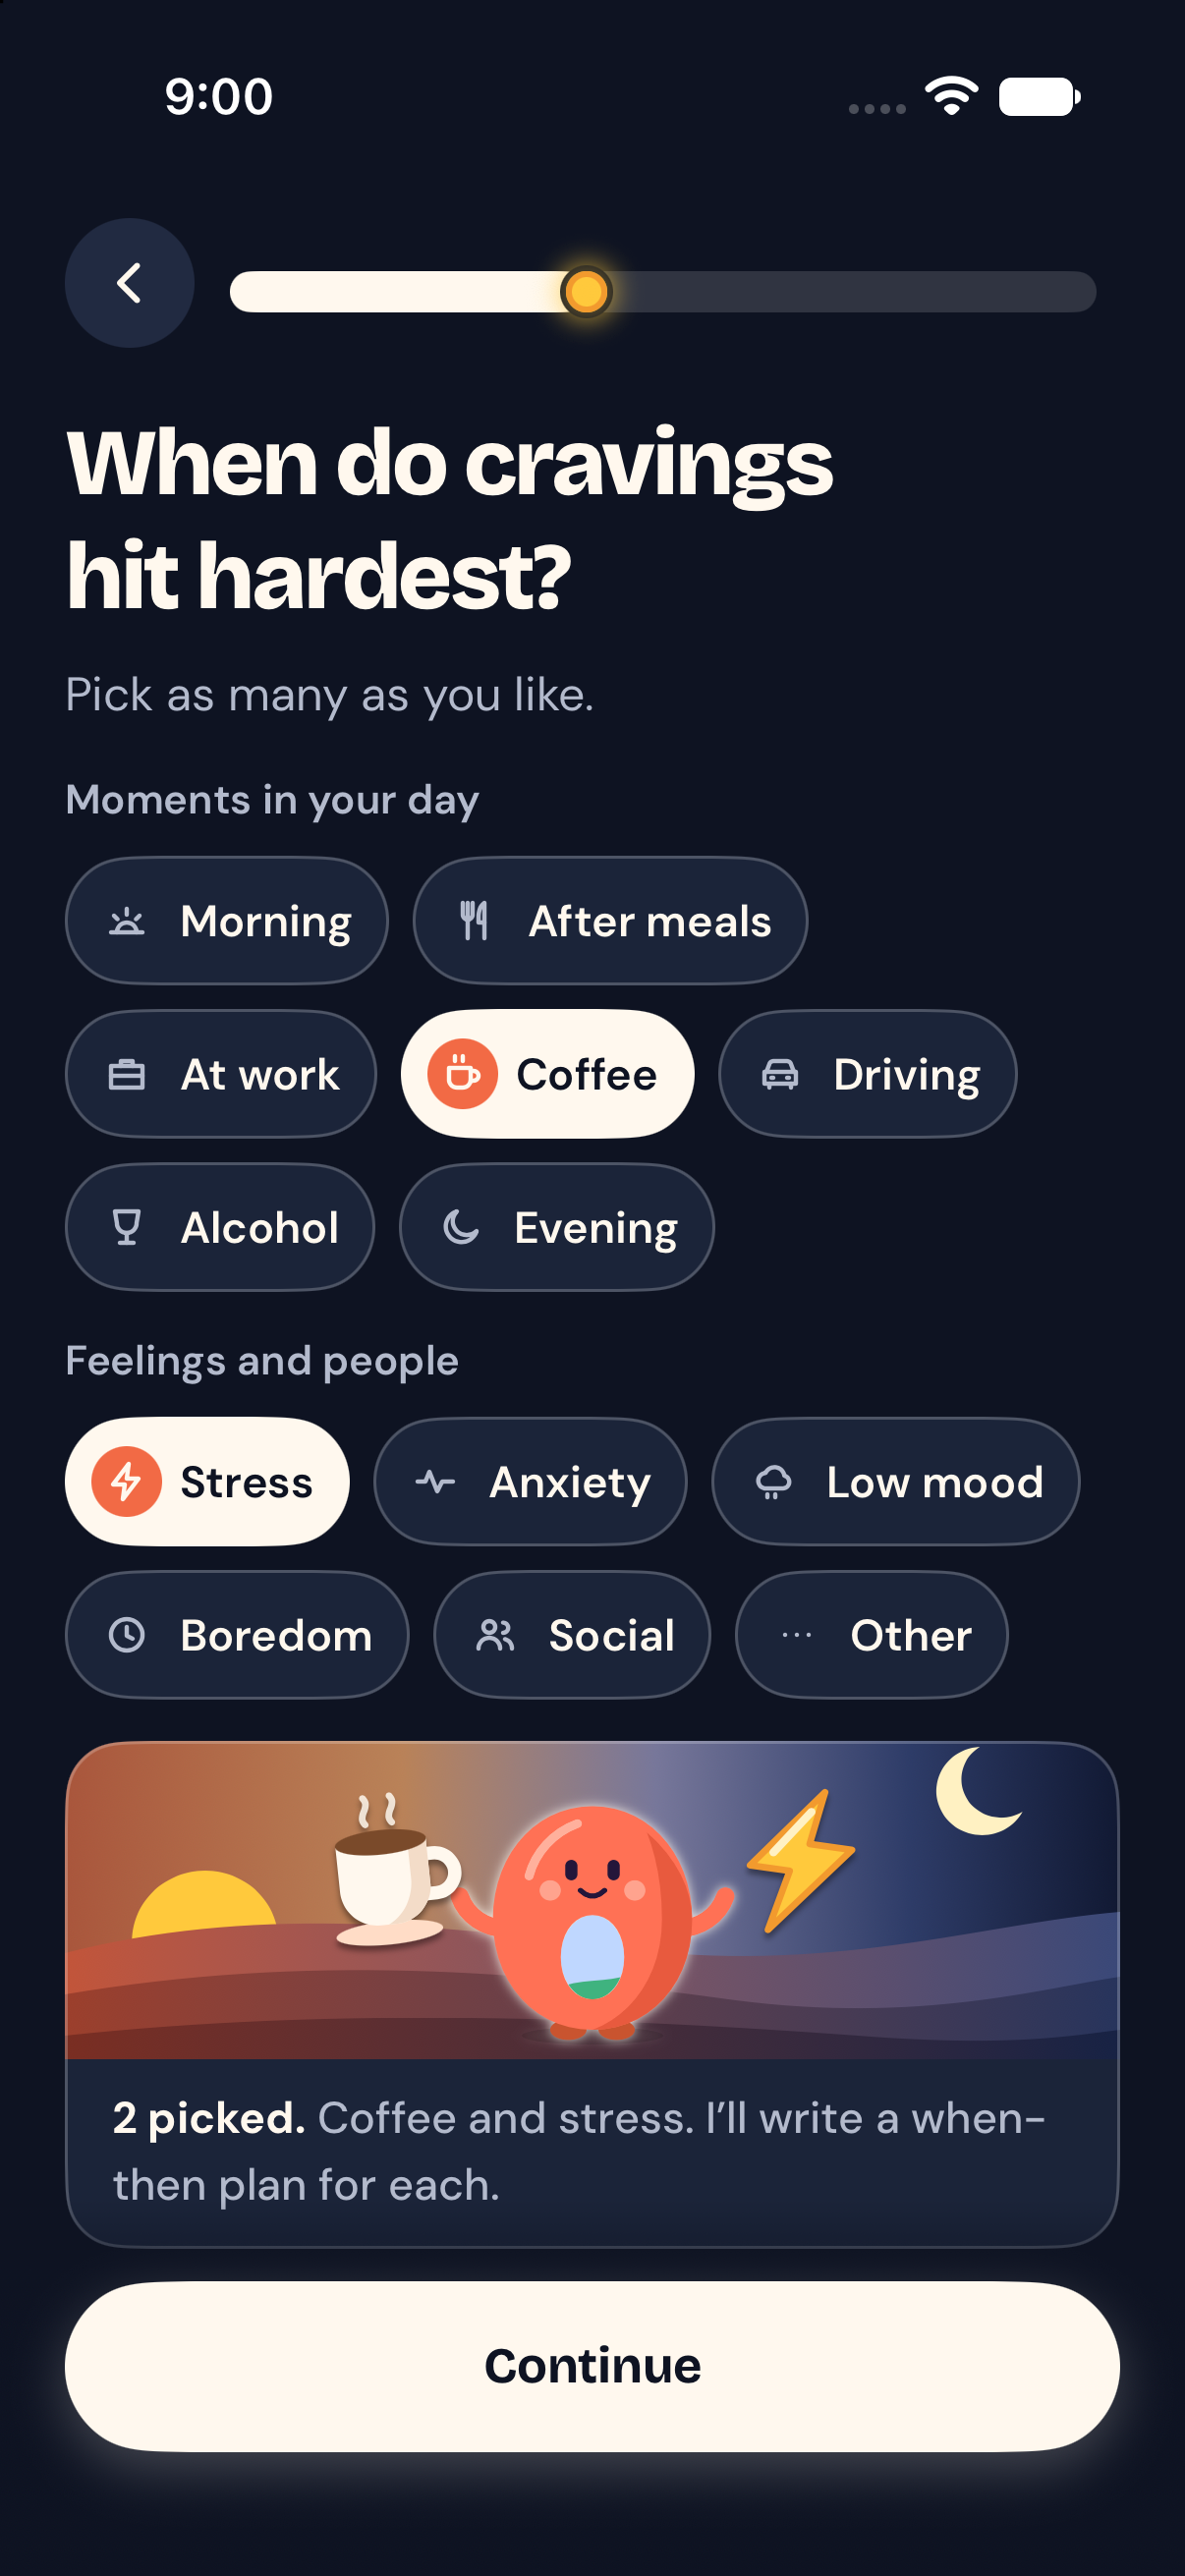 9:00
When do cravings
hit hardest?
Pick as many as you like.
Moments in your day
Morning
After meals
At work
Coffee
Driving
Alcohol
Evening
Feelings and people
Stress
Anxiety
Low mood
Boredom
Social
Other
2 picked. Coffee and stress. I’ll write a when-
then plan for each.
Continue